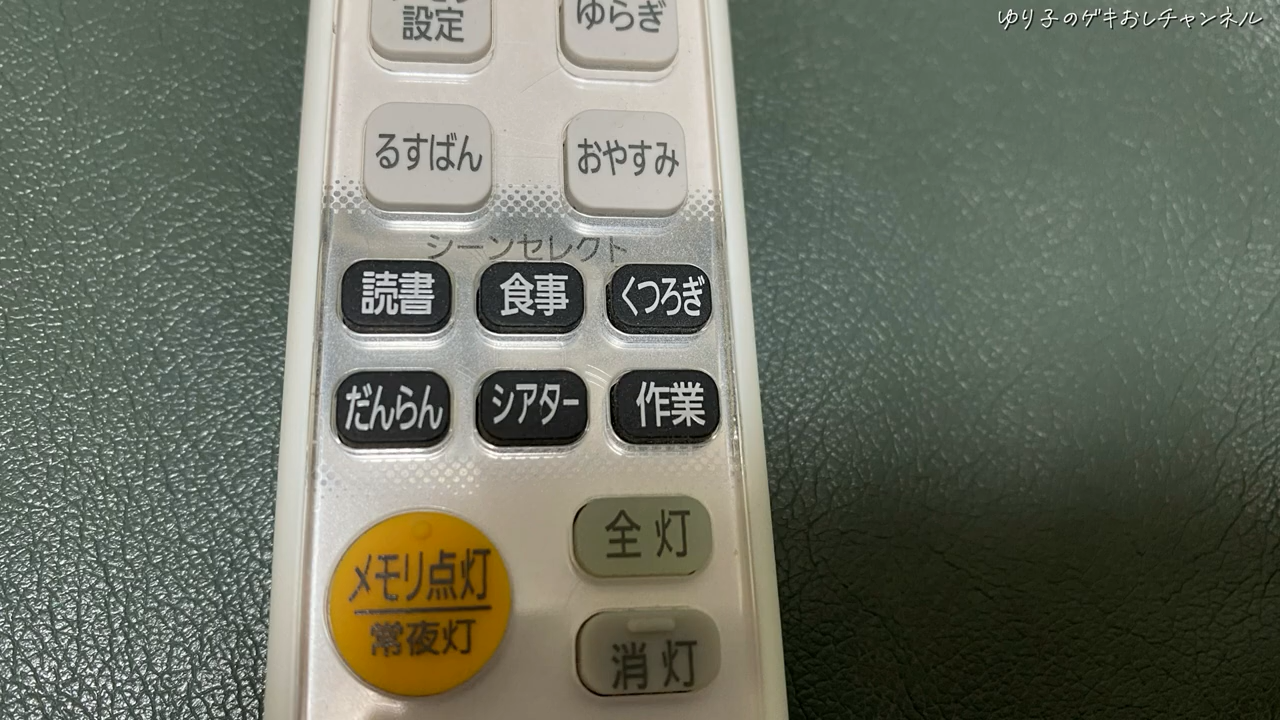 ゆり子のゲキおしチャンネル
設定
ゆらぎ
るすばん
おやすみ
シーンセレクト
読書
食事
くつろぎ
だんらん
シアター
作業
メモリ点灯
常夜灯
全灯
消灯